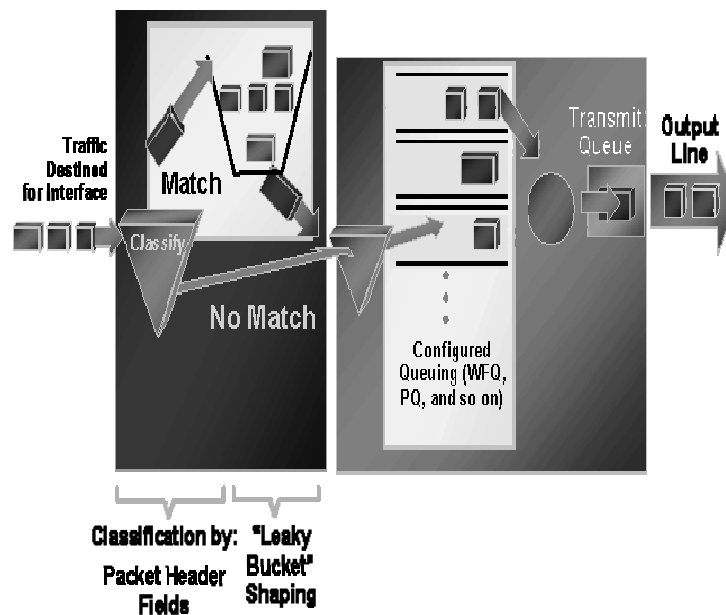 Traffic
Destined
for Interface
Match
Classify
No Match
Transmit
Queue
Output
Line
Configured
Queuing (WFQ,
PQ, and so on)
Classification by:
Packet Header
Fields
"Leaky
Bucket"
Shaping